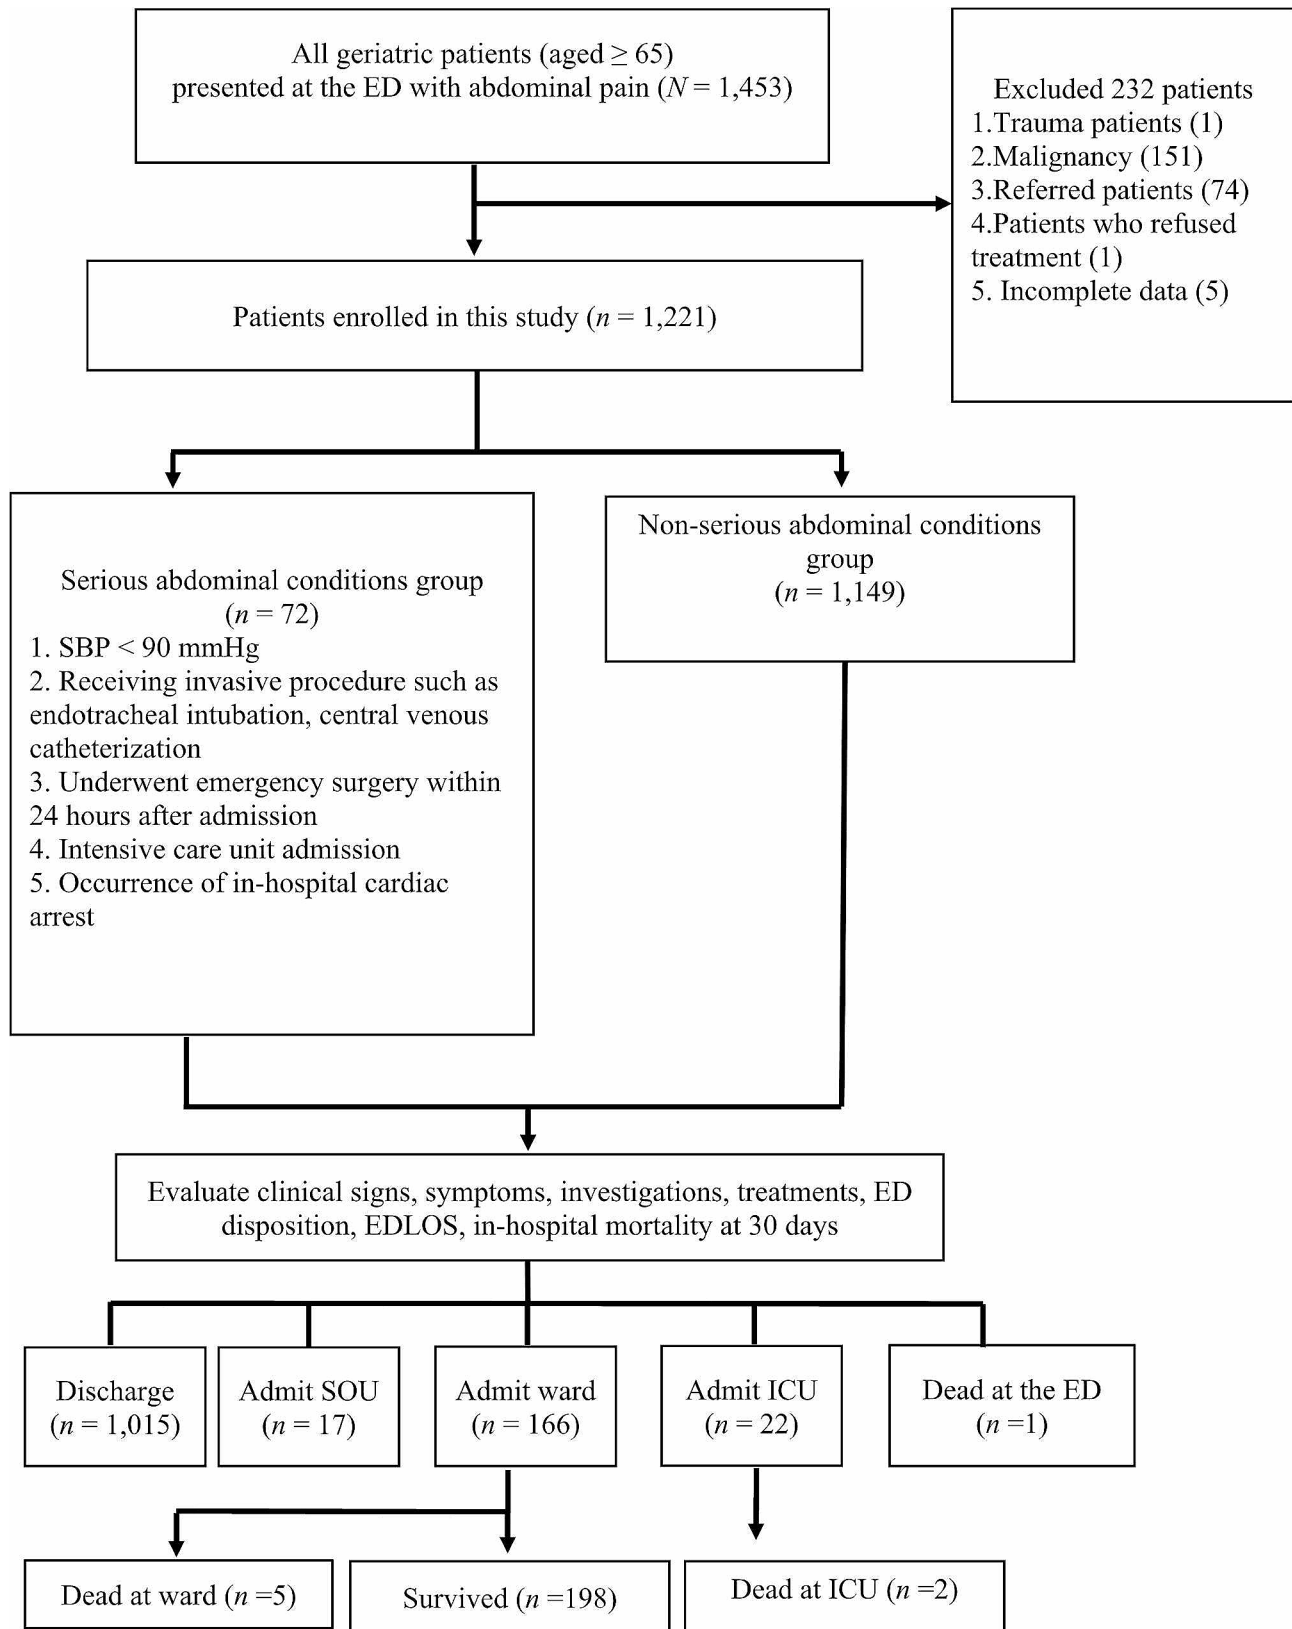 All geriatric patients (aged ≥ 65)
presented at the ED with abdominal pain (N = 1,453)
Excluded 232 patients
1.Trauma patients (1)
2.Malignancy (151)
3.Referred patients (74)
4.Patients who refused
treatment (1)
5. Incomplete data (5)
Patients enrolled in this study (n = 1,221)
Serious abdominal conditions group
(n = 72)
1. SBP < 90 mmHg
2. Receiving invasive procedure such as
endotracheal intubation, central venous
catheterization
3. Underwent emergency surgery within
24 hours after admission
4. Intensive care unit admission
5. Occurrence of in-hospital cardiac
arrest
Non-serious abdominal conditions
group
(n = 1,149)
Evaluate clinical signs, symptoms, investigations, treatments, ED
disposition, EDLOS, in-hospital mortality at 30 days
Discharge
(n = 1,015)
Admit SOU
(n = 17)
Admit ward
(n = 166)
Admit ICU
(n = 22)
Dead at the ED
(n =1)
Dead at ward (n =5)
Survived (n =198)
Dead at ICU (n =2)